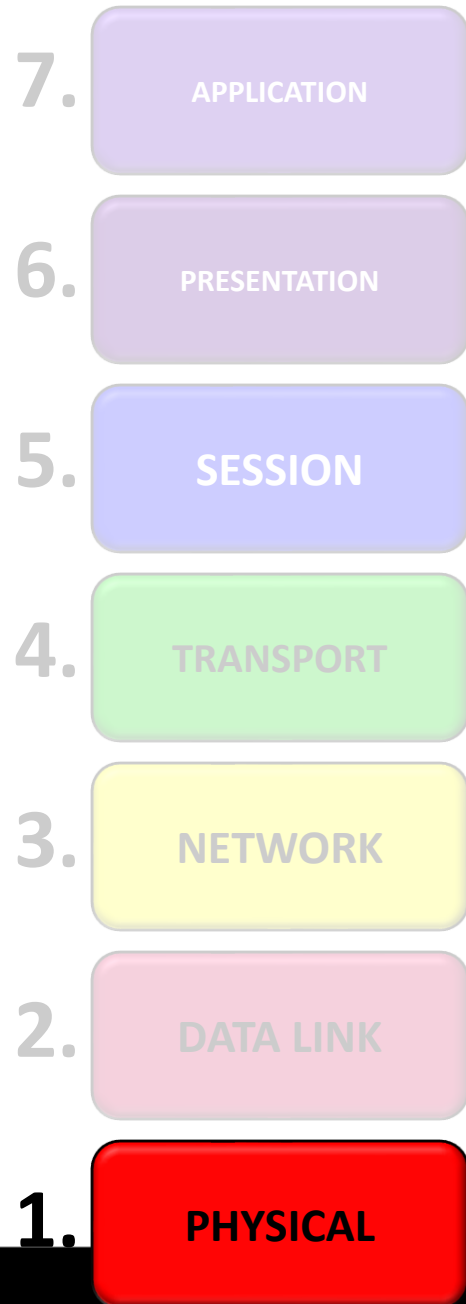 7. APPLICATION
6. PRESENTATION
5. SESSION
4. TRANSPORT
3. NETWORK
2. DATA LINK
1. PHYSICAL